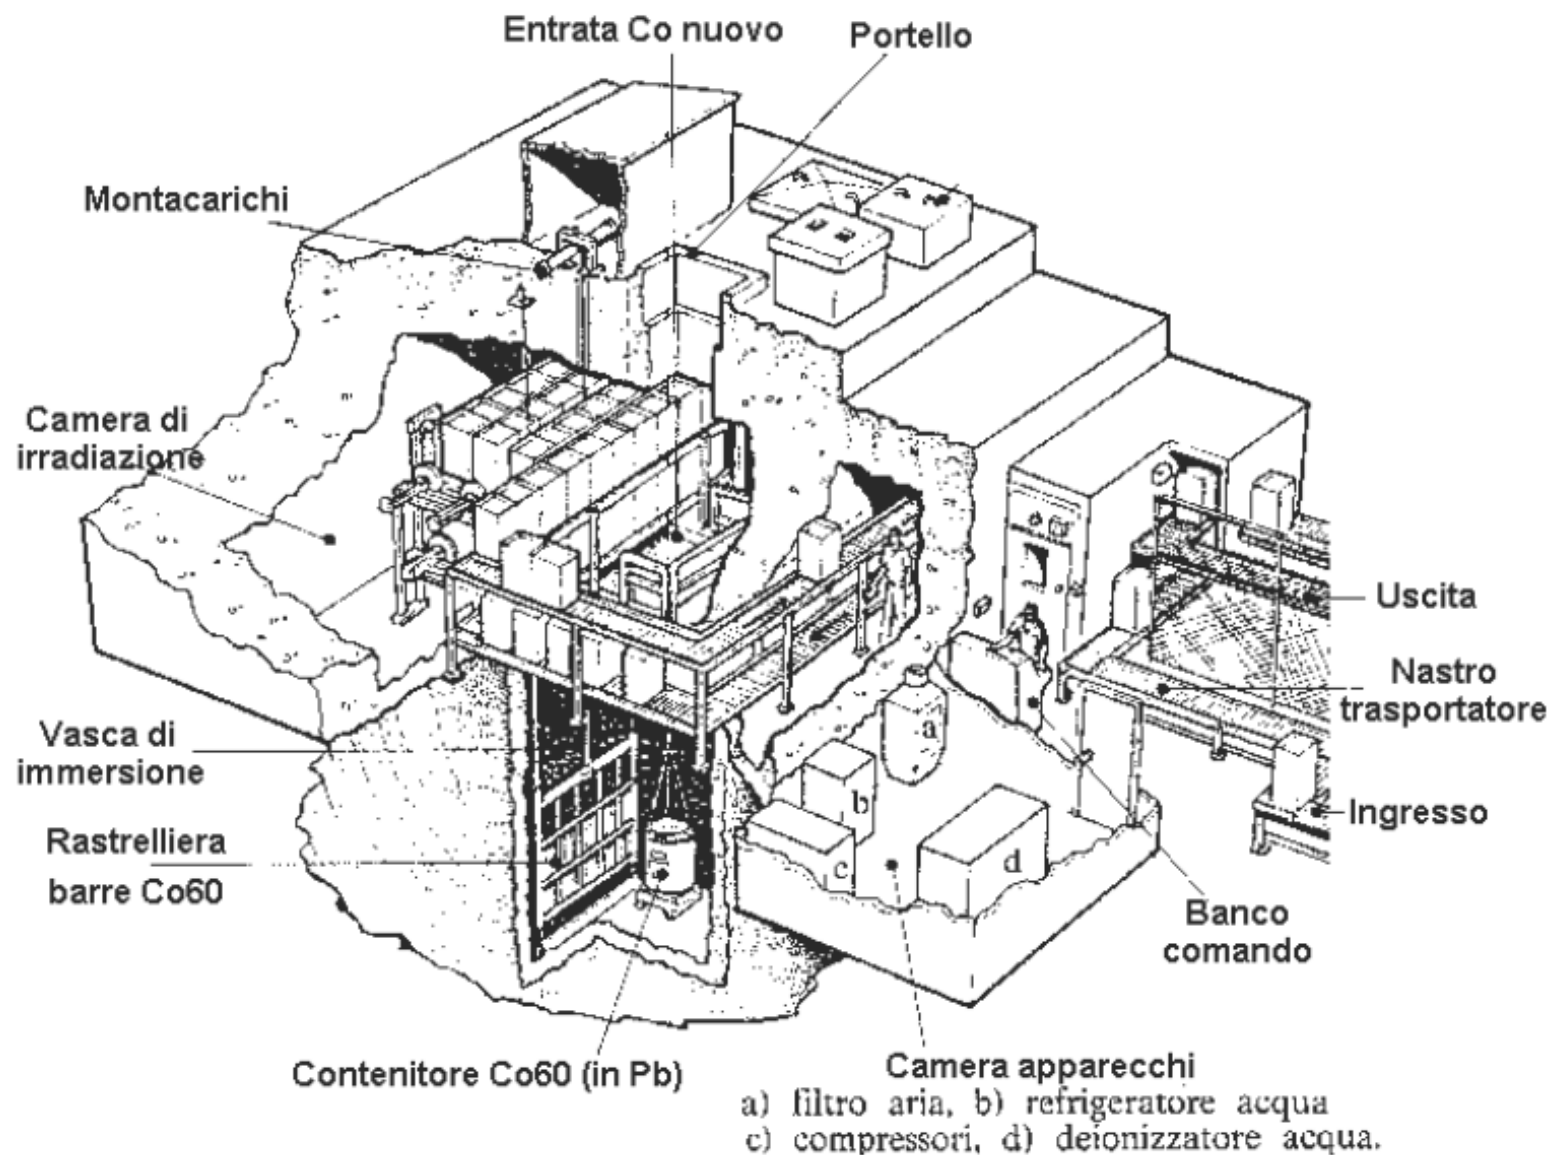 Entrata Co nuovo
Portello
Montacarichi
Camera di
irradiazione
Uscita
Nastro
trasportatore
Vasca di
immersione
Ingresso
Rastrelliera
barre Co60
Banco
comando
a
b
c
d
Contenitore Co60 (in Pb)
Camera apparecchi
a) filtro aria, b) refrigeratore acqua
c) compressori, d) deionizzatore acqua.